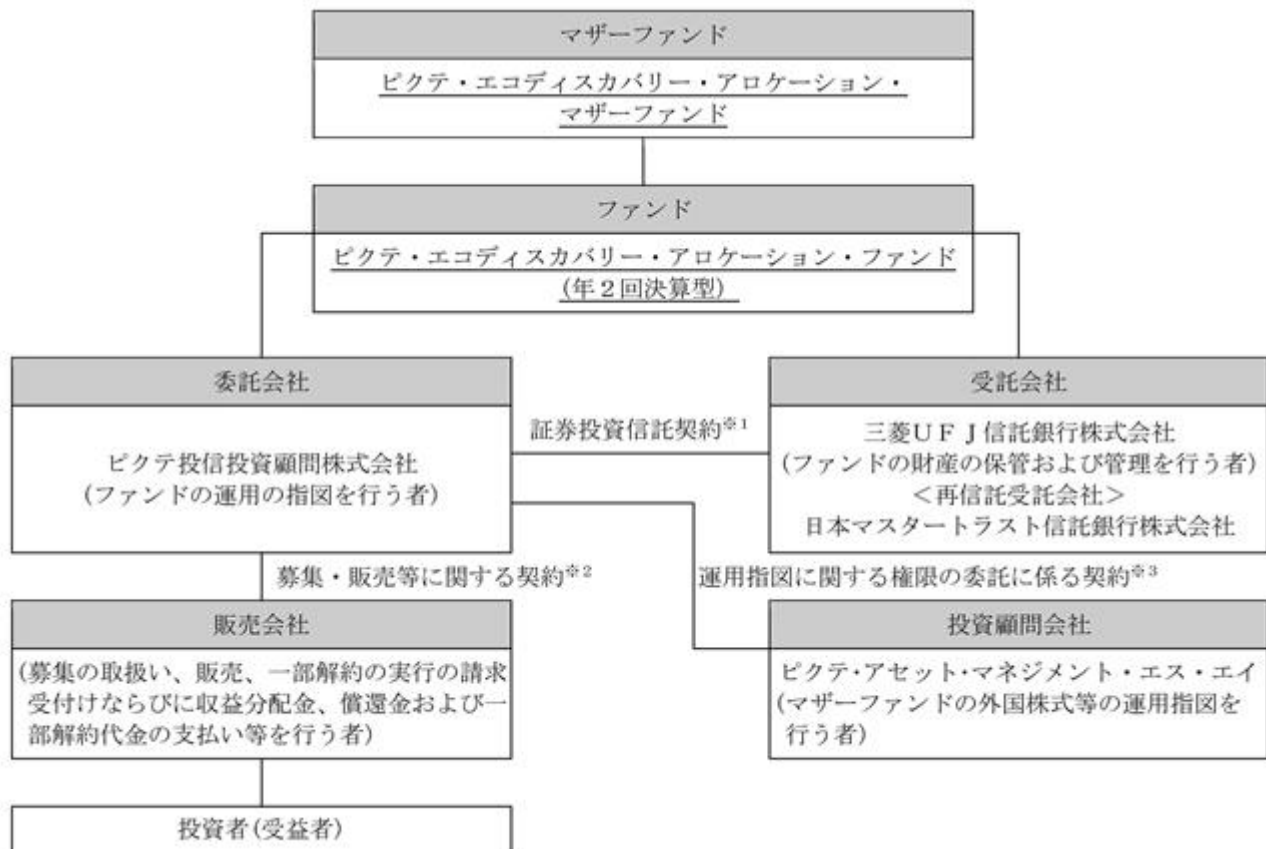 マザーファンド
ピクテ・エコディスカバリー・アロケーション・
マザーファンド
ファンド
ピクテ・エコディスカバリー・アロケーション・ファンド
(年２回決算型)
委託会社
ピクテ投信投資顧問株式会社
(ファンドの運用の指図を行う者)
証券投資信託契約※1
受託会社
三菱ＵＦＪ信託銀行株式会社
(ファンドの財産の保管および管理を行う者)
＜再信託受託会社＞
日本マスタートラスト信託銀行株式会社
募集・販売等に関する契約※2
運用指図に関する権限の委託に係る契約※3
販売会社
(募集の取扱い、販売、一部解約の実行の請求
受付けならびに収益分配金、償還金および一
部解約代金の支払い等を行う者)
投資顧問会社
ピクテ・アセット・マネジメント・エス・エイ
(マザーファンドの外国株式等の運用指図を
行う者)
投資者(受益者)